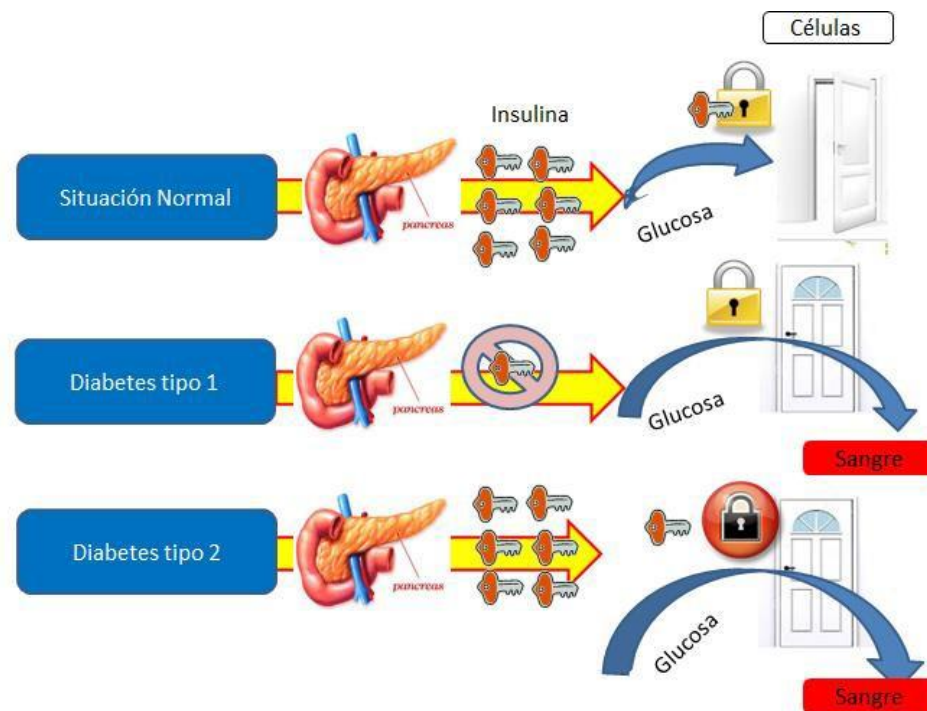 Células
Insulina
Situación Normal
pancreas
Glucosa
Diabetes tipo 1
pancreas
Glucosa
Sangre
Diabetes tipo 2
pancreas
Glucosa
Sangre